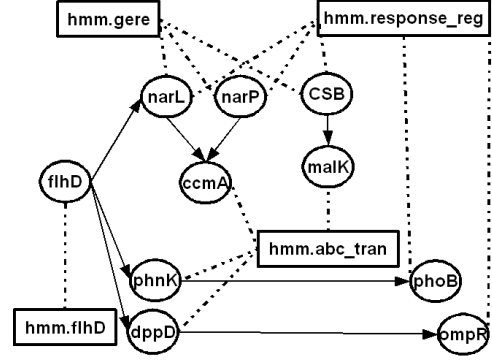 hmm.gere
hmm.response_reg
narL
narP
CSB
flhD
ccmA
malK
hmm.abc_tran
phnK
phoB
hmm.flhD
dppD
ompR